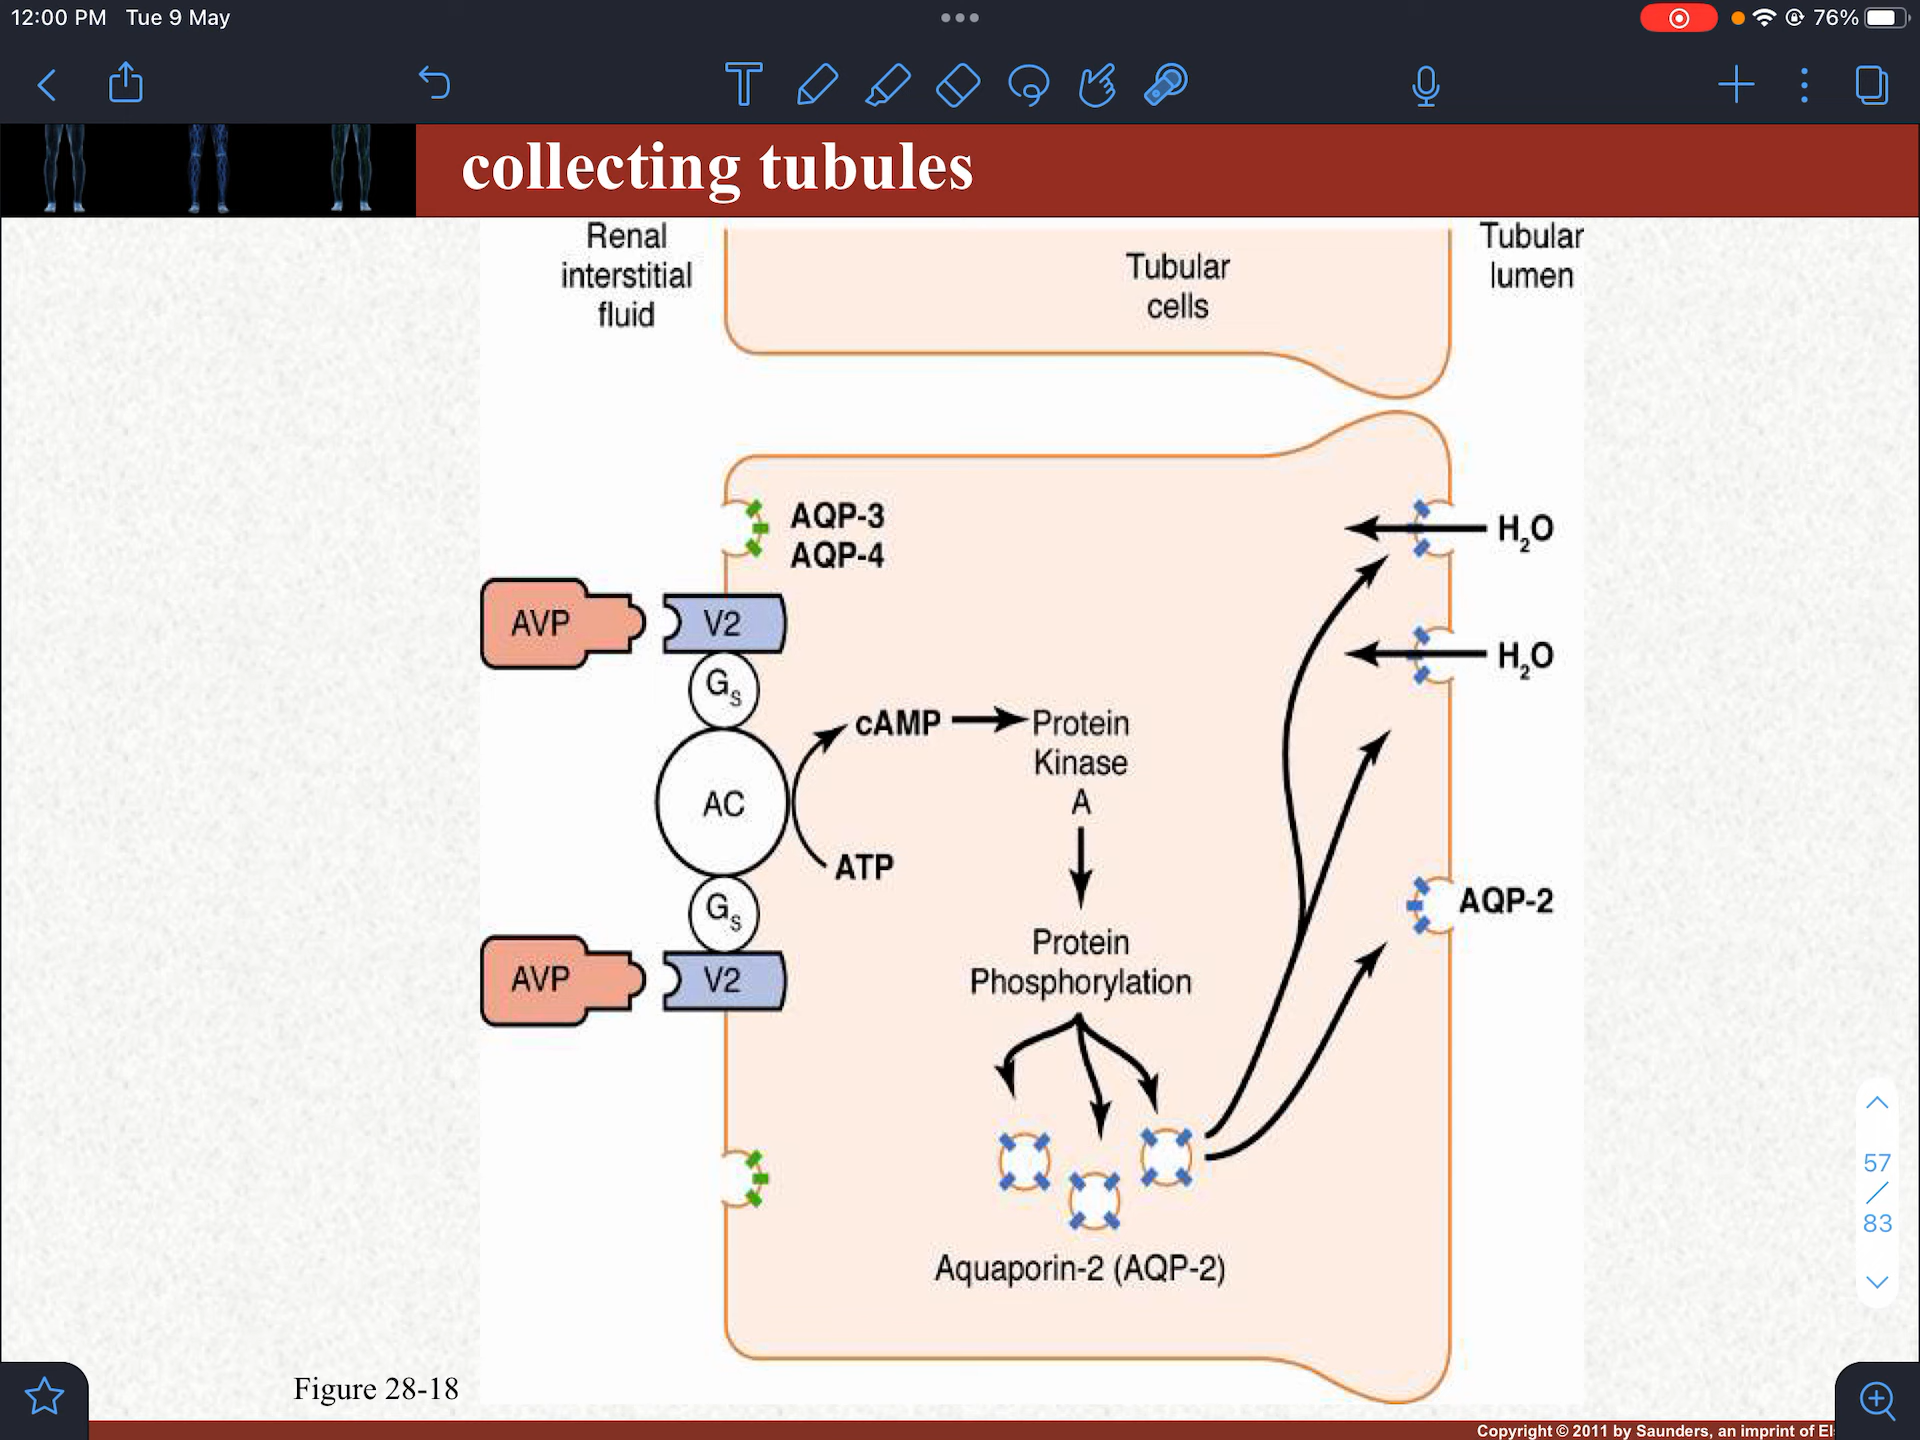 12:00 PM Tue 9 May
76%
collecting tubules
Renal
interstitial
fluid
Tubular
cells
Tubular
lumen
AQP-3
AQP-4
H₂O
AVP
V2
Gs
H₂O
cAMP
Protein
Kinase
A
AC
ATP
Gs
AQP-2
Protein
Phosphorylation
AVP
V2
57
/
83
Aquaporin-2 (AQP-2)
Figure 28-18
Copyright © 2011 by Saunders, an imprint of El